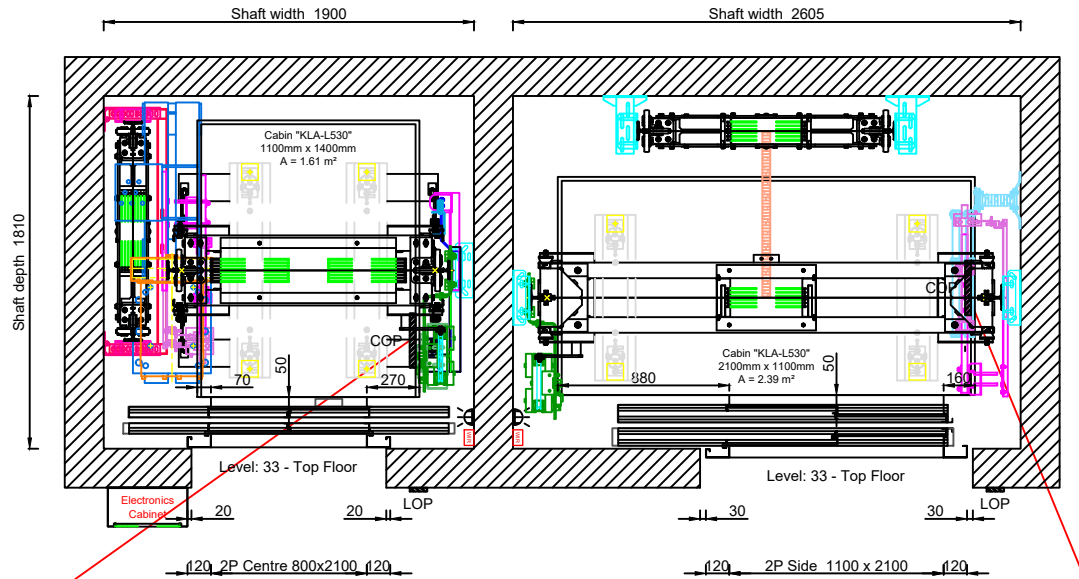 Shaft width 1900
Shaft width 2605
Shaft depth 1810
Cabin "KLA-L530"
1100mm x 1400mm
A = 1.61 m²
COP
COP
70
50
270
880
Cabin "KLA-L530"
2100mm x 1100mm
A = 2.39 m²
50
160
Level: 33 - Top Floor
Level: 33 - Top Floor
Electronics
Cabinet
LOP
LOP
20
20
30
30
120
2P Centre 800x2100
120
120
2P Side 1100 x 2100
120